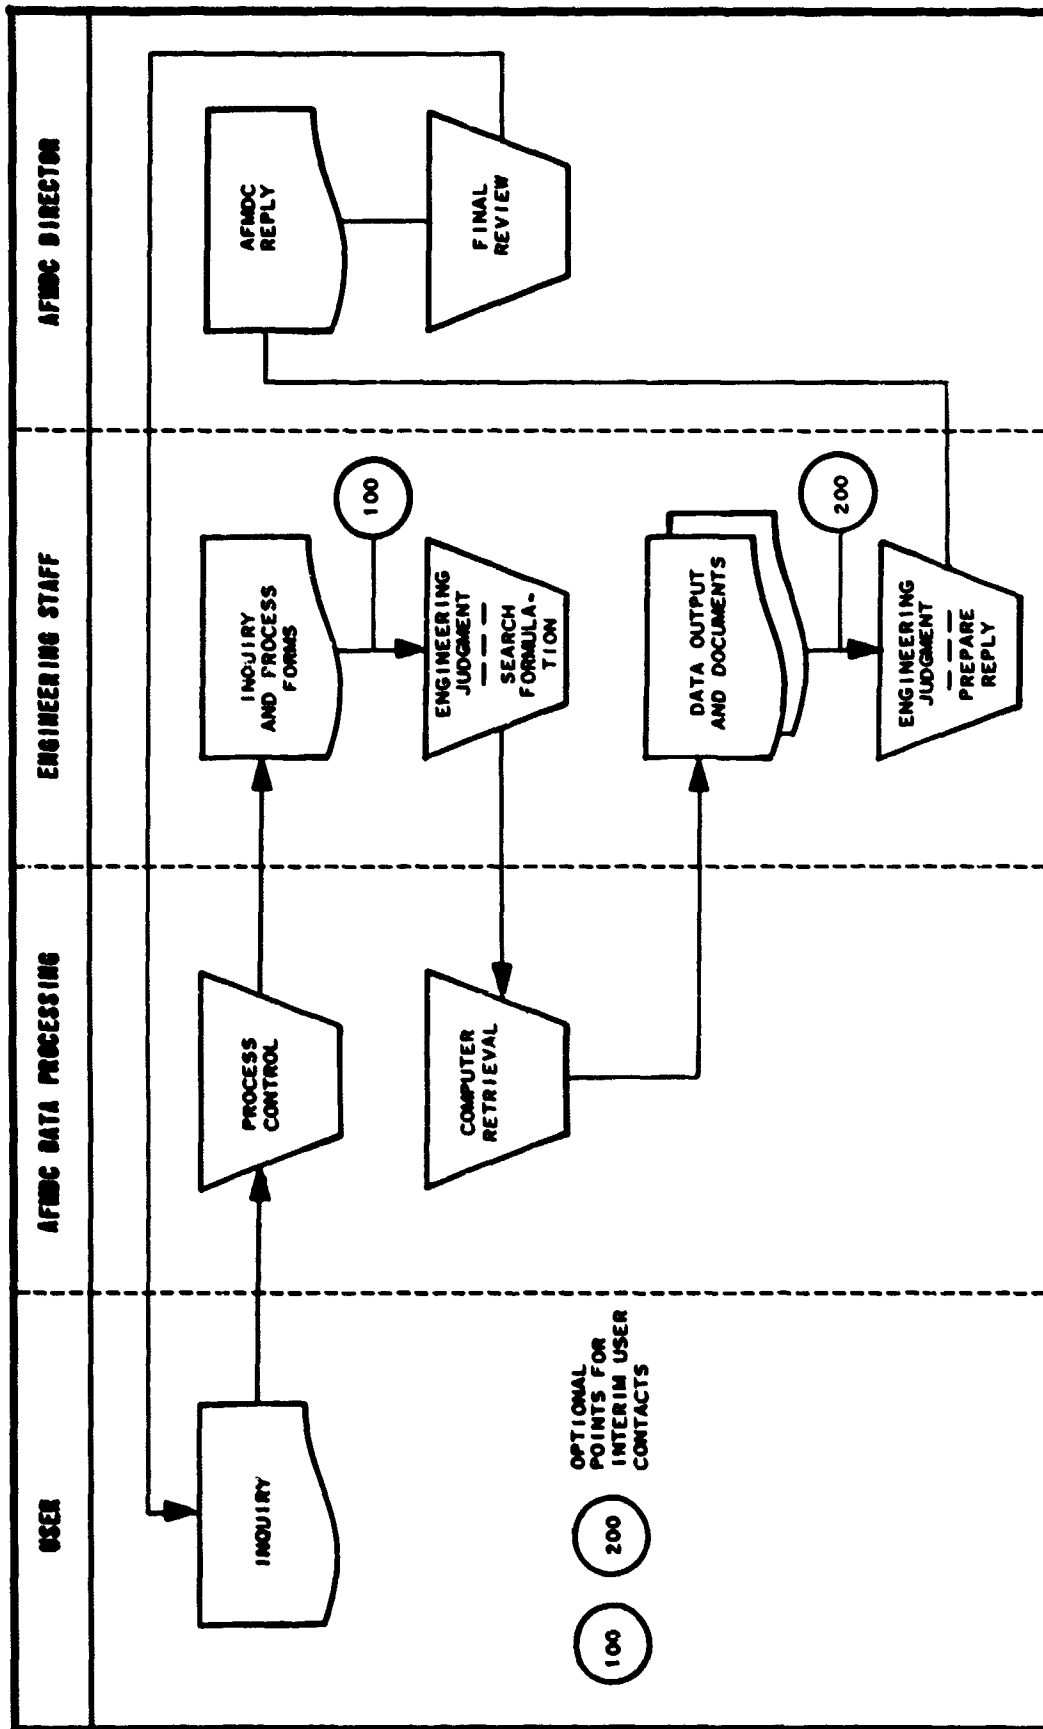 USER
AFMDC DATA PROCESSING
ENGINEERING STAFF
AFMDC DIRECTOR
INQUIRY
PROCESS
CONTROL
INQUIRY
AND PROCESS
FORMS
AFMDC
REPLY
100
COMPUTER
RETRIEVAL
ENGINEERING
JUDGMENT
SEARCH
FORMULA-
TION
FINAL
REVIEW
100
200
OPTIONAL
POINTS FOR
INTERIM USER
CONTACTS
DATA OUTPUT
AND DOCUMENTS
200
ENGINEERING
JUDGMENT
PREPARE
REPLY